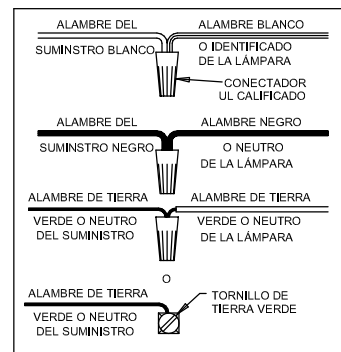 ALAMBRE DEL ALAMBRE BLANCO
SUMINSTRO BLANCO O IDENTIFICADO
DE LA LÁMPARA
CONECTADOR
UL CALIFICADO
ALAMBRE DEL ALAMBRE NEGRO
SUMINSTRO NEGRO O NEUTRO
DE LA LÁMPARA
ALAMBRE DE TIERRA ALAMBRE DE TIERRA
VERDE O NEUTRO VERDE O NEUTRO
DEL SUMINISTRO DE LA LÁMPARA
O
ALAMBRE DE TIERRA TORNILLO DE
TIERRA VERDE
VERDE O NEUTRO
DEL SUMINISTRO